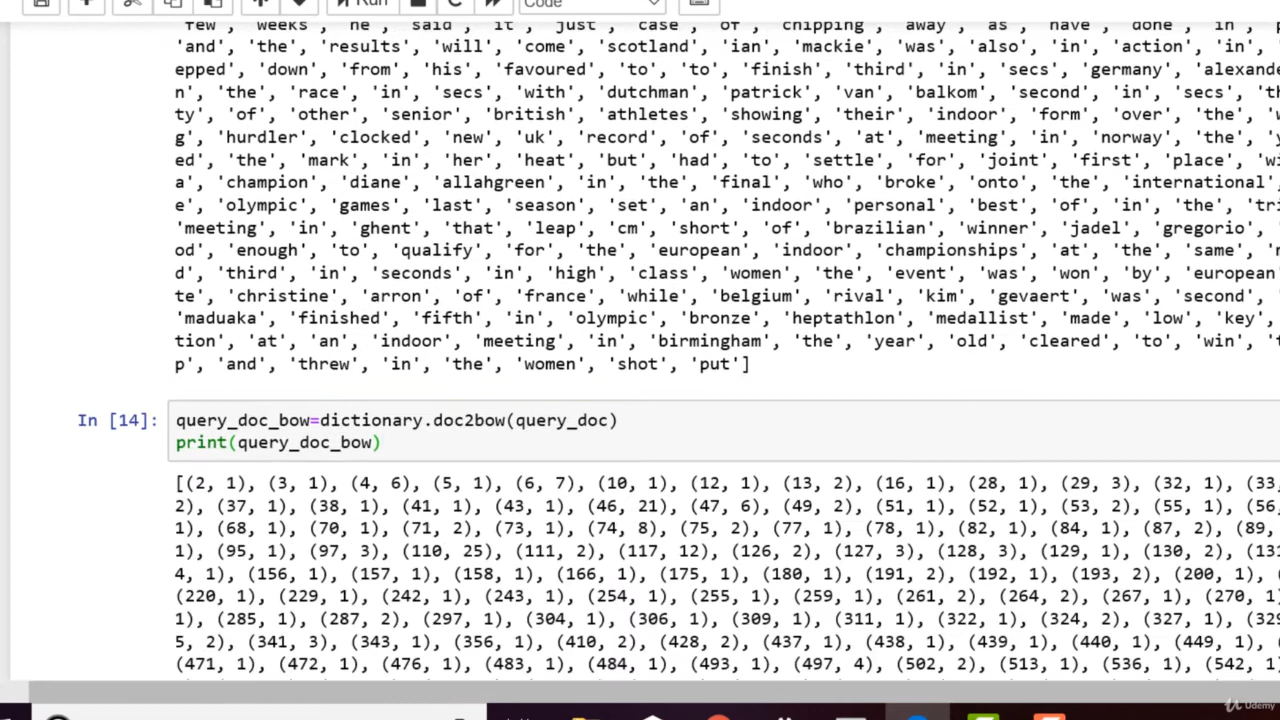 Run Code
few', 'weeks', 'he', 'said', 'it', 'just', 'case', 'of', 'chipping', 'away', 'as', 'have', 'done', 'in',
'and', 'the', 'results', 'will', 'come', 'scotland', 'ian', 'mackie', 'was', 'also', 'in', 'action', 'in',
epped', 'down', 'from', 'his', 'favoured', 'to', 'to', 'finish', 'third', 'in', 'secs', 'germany', 'alexande
n', 'the', 'race', 'in', 'secs', 'with', 'dutchman', 'patrick', 'van', 'balkom', 'second', 'in', 'secs', 'th
ty', 'of', 'other', 'senior', 'british', 'athletes', 'showing', 'their', 'indoor', 'form', 'over', 'the', 'w
g', 'hurdler', 'clocked', 'new', 'uk', 'record', 'of', 'seconds', 'at', 'meeting', 'in', 'norway', 'the', 'y
ed', 'the', 'mark', 'in', 'her', 'heat', 'but', 'had', 'to', 'settle', 'for', 'joint', 'first', 'place', 'wi
a', 'champion', 'diane', 'allahgreen', 'in', 'the', 'final', 'who', 'broke', 'onto', 'the', 'international',
e', 'olympic', 'games', 'last', 'season', 'set', 'an', 'indoor', 'personal', 'best', 'of', 'in', 'the', 'tri
'meeting', 'in', 'ghent', 'that', 'leap', 'cm', 'short', 'of', 'brazilian', 'winner', 'jadel', 'gregorio',
od', 'enough', 'to', 'qualify', 'for', 'the', 'european', 'indoor', 'championships', 'at', 'the', 'same',
d', 'third', 'in', 'seconds', 'in', 'high', 'class', 'women', 'the', 'event', 'was', 'won', 'by', 'european
te', 'christine', 'arron', 'of', 'france', 'while', 'belgium', 'rival', 'kim', 'gevaert', 'was', 'second',
'maduaka', 'finished', 'fifth', 'in', 'olympic', 'bronze', 'heptathlon', 'medallist', 'made', 'low', 'key',
tion', 'at', 'an', 'indoor', 'meeting', 'in', 'birmingham', 'the', 'year', 'old', 'cleared', 'to', 'win', 't
p', 'and', 'threw', 'in', 'the', 'women', 'shot', 'put']
In [14]: query_doc_bow=dictionary.doc2bow(query_doc)
print(query_doc_bow)
[(2, 1), (3, 1), (4, 6), (5, 1), (6, 7), (10, 1), (12, 1), (13, 2), (16, 1), (28, 1), (29, 3), (32, 1), (33,
2), (37, 1), (38, 1), (41, 1), (43, 1), (46, 21), (47, 6), (49, 2), (51, 1), (52, 1), (53, 2), (55, 1), (56,
1), (68, 1), (70, 1), (71, 2), (73, 1), (74, 8), (75, 2), (77, 1), (78, 1), (82, 1), (84, 1), (87, 2), (89,
1), (95, 1), (97, 3), (110, 25), (111, 2), (117, 12), (126, 2), (127, 3), (128, 3), (129, 1), (130, 2), (131
4, 1), (156, 1), (157, 1), (158, 1), (166, 1), (175, 1), (180, 1), (191, 2), (192, 1), (193, 2), (200, 1),
(220, 1), (229, 1), (242, 1), (243, 1), (254, 1), (255, 1), (259, 1), (261, 2), (264, 2), (267, 1), (270, 1)
1), (285, 1), (287, 2), (297, 1), (304, 1), (306, 1), (309, 1), (311, 1), (322, 1), (324, 2), (327, 1), (329
5, 2), (341, 3), (343, 1), (356, 1), (410, 2), (428, 2), (437, 1), (438, 1), (439, 1), (440, 1), (449, 1),
(471, 1), (472, 1), (476, 1), (483, 1), (484, 1), (493, 1), (497, 4), (502, 2), (513, 1), (536, 1), (542, 1)
Udemy